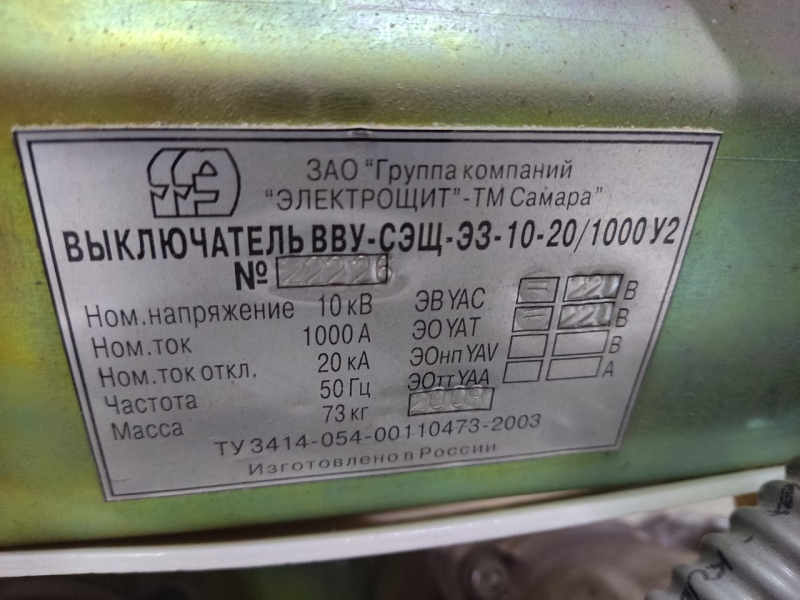 ЗАО "Группа компаний
"ЭЛЕКТРОЩИТ"-ТМ Самара"
ВЫКЛЮЧАТЕЛЬ ВВУ-СЭЩ-ЭЗ-10-20/1000 У2
№ 22226
Ном.напряжение 10 кВ
Ном.ток 1000 А
Ном.ток откл. 20 кА
Частота 50 Гц
Масса 73 кг
ЭВ YAC = 220 В
ЭО YAT = 220 В
ЭОнп YAV В
ЭОтт YAA А
2009
ТУ 3414-054-00110473-2003
Изготовлено в России